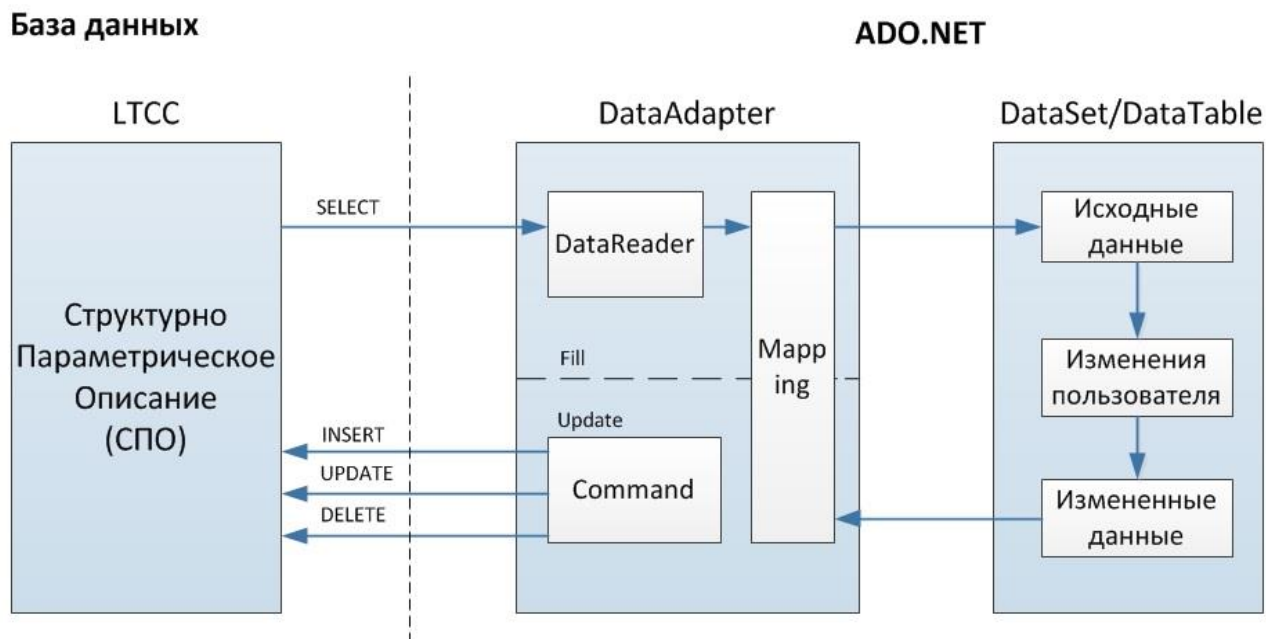 База данных
ADO.NET
LTCC
DataAdapter
DataSet/DataTable
Структурно
Параметрическое
Описание
(СПО)
SELECT
INSERT
UPDATE
DELETE
DataReader
Fill
Update
Command
Mapp
ing
Исходные
данные
Изменения
пользователя
Измененные
данные